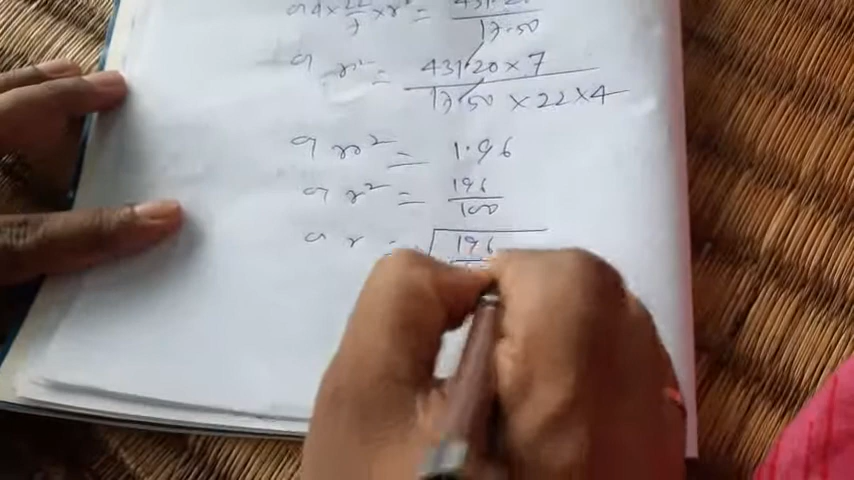 বা 4 × 22/7 × r² = 431.20/17.50
বা r² = 431.20 × 7 / 17.50 × 22 × 4
বা r² = 1.96
বা r² = 196/100
বা r = √196